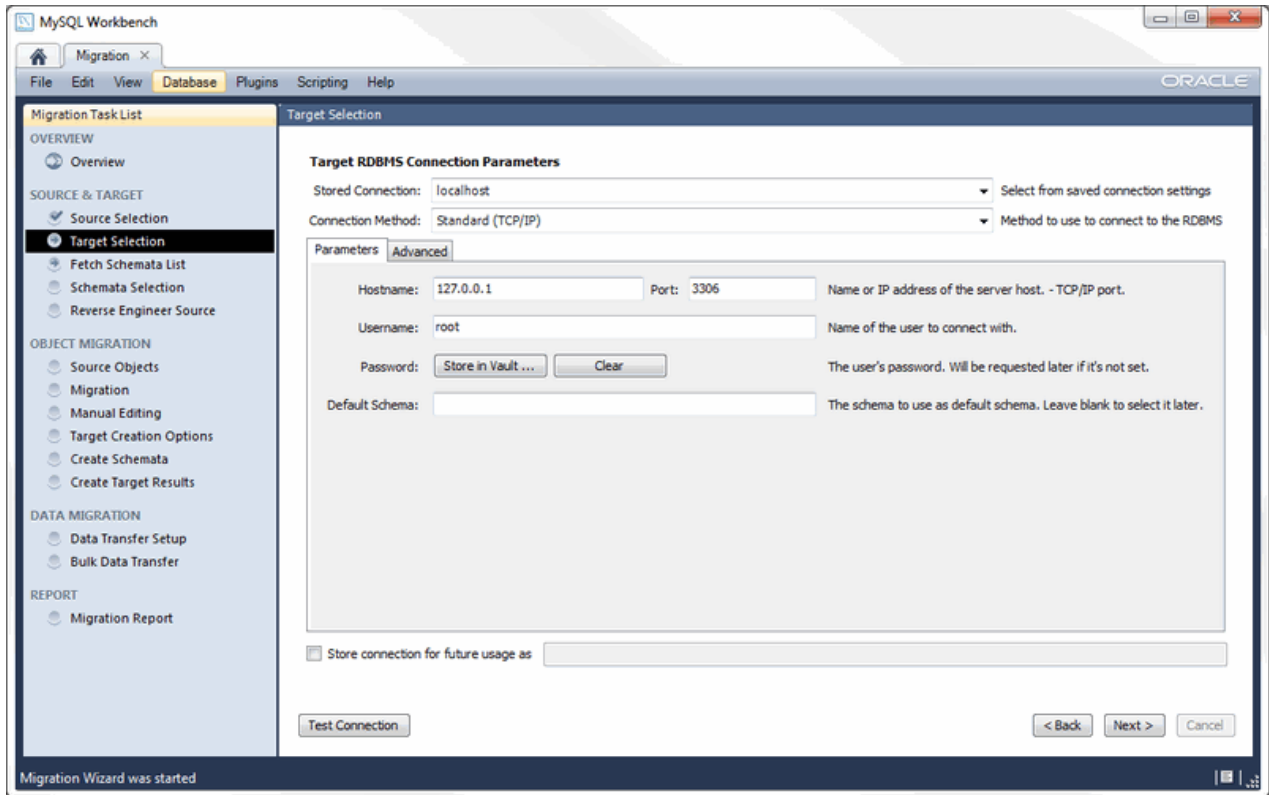 MySQL Workbench
Migration
File Edit View Database Plugins Scripting Help
ORACLE
Migration Task List
OVERVIEW
Overview
SOURCE & TARGET
Source Selection
Target Selection
Fetch Schemata List
Schemata Selection
Reverse Engineer Source
OBJECT MIGRATION
Source Objects
Migration
Manual Editing
Target Creation Options
Create Schemata
Create Target Results
DATA MIGRATION
Data Transfer Setup
Bulk Data Transfer
REPORT
Migration Report
Target Selection
Target RDBMS Connection Parameters
Stored Connection: localhost Select from saved connection settings
Connection Method: Standard (TCP/IP) Method to use to connect to the RDBMS
Parameters Advanced
Hostname: 127.0.0.1 Port: 3306 Name or IP address of the server host. - TCP/IP port.
Username: root Name of the user to connect with.
Password: Store in Vault ... Clear The user's password. Will be requested later if it's not set.
Default Schema: The schema to use as default schema. Leave blank to select it later.
Store connection for future usage as
Test Connection < Back Next > Cancel
Migration Wizard was started